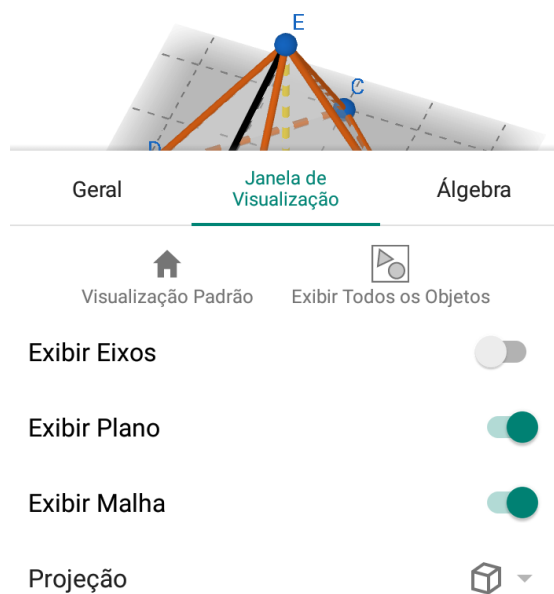 E
C
D
Geral
Janela de
Visualização
Álgebra
Visualização Padrão
Exibir Todos os Objetos
Exibir Eixos
Exibir Plano
Exibir Malha
Projeção